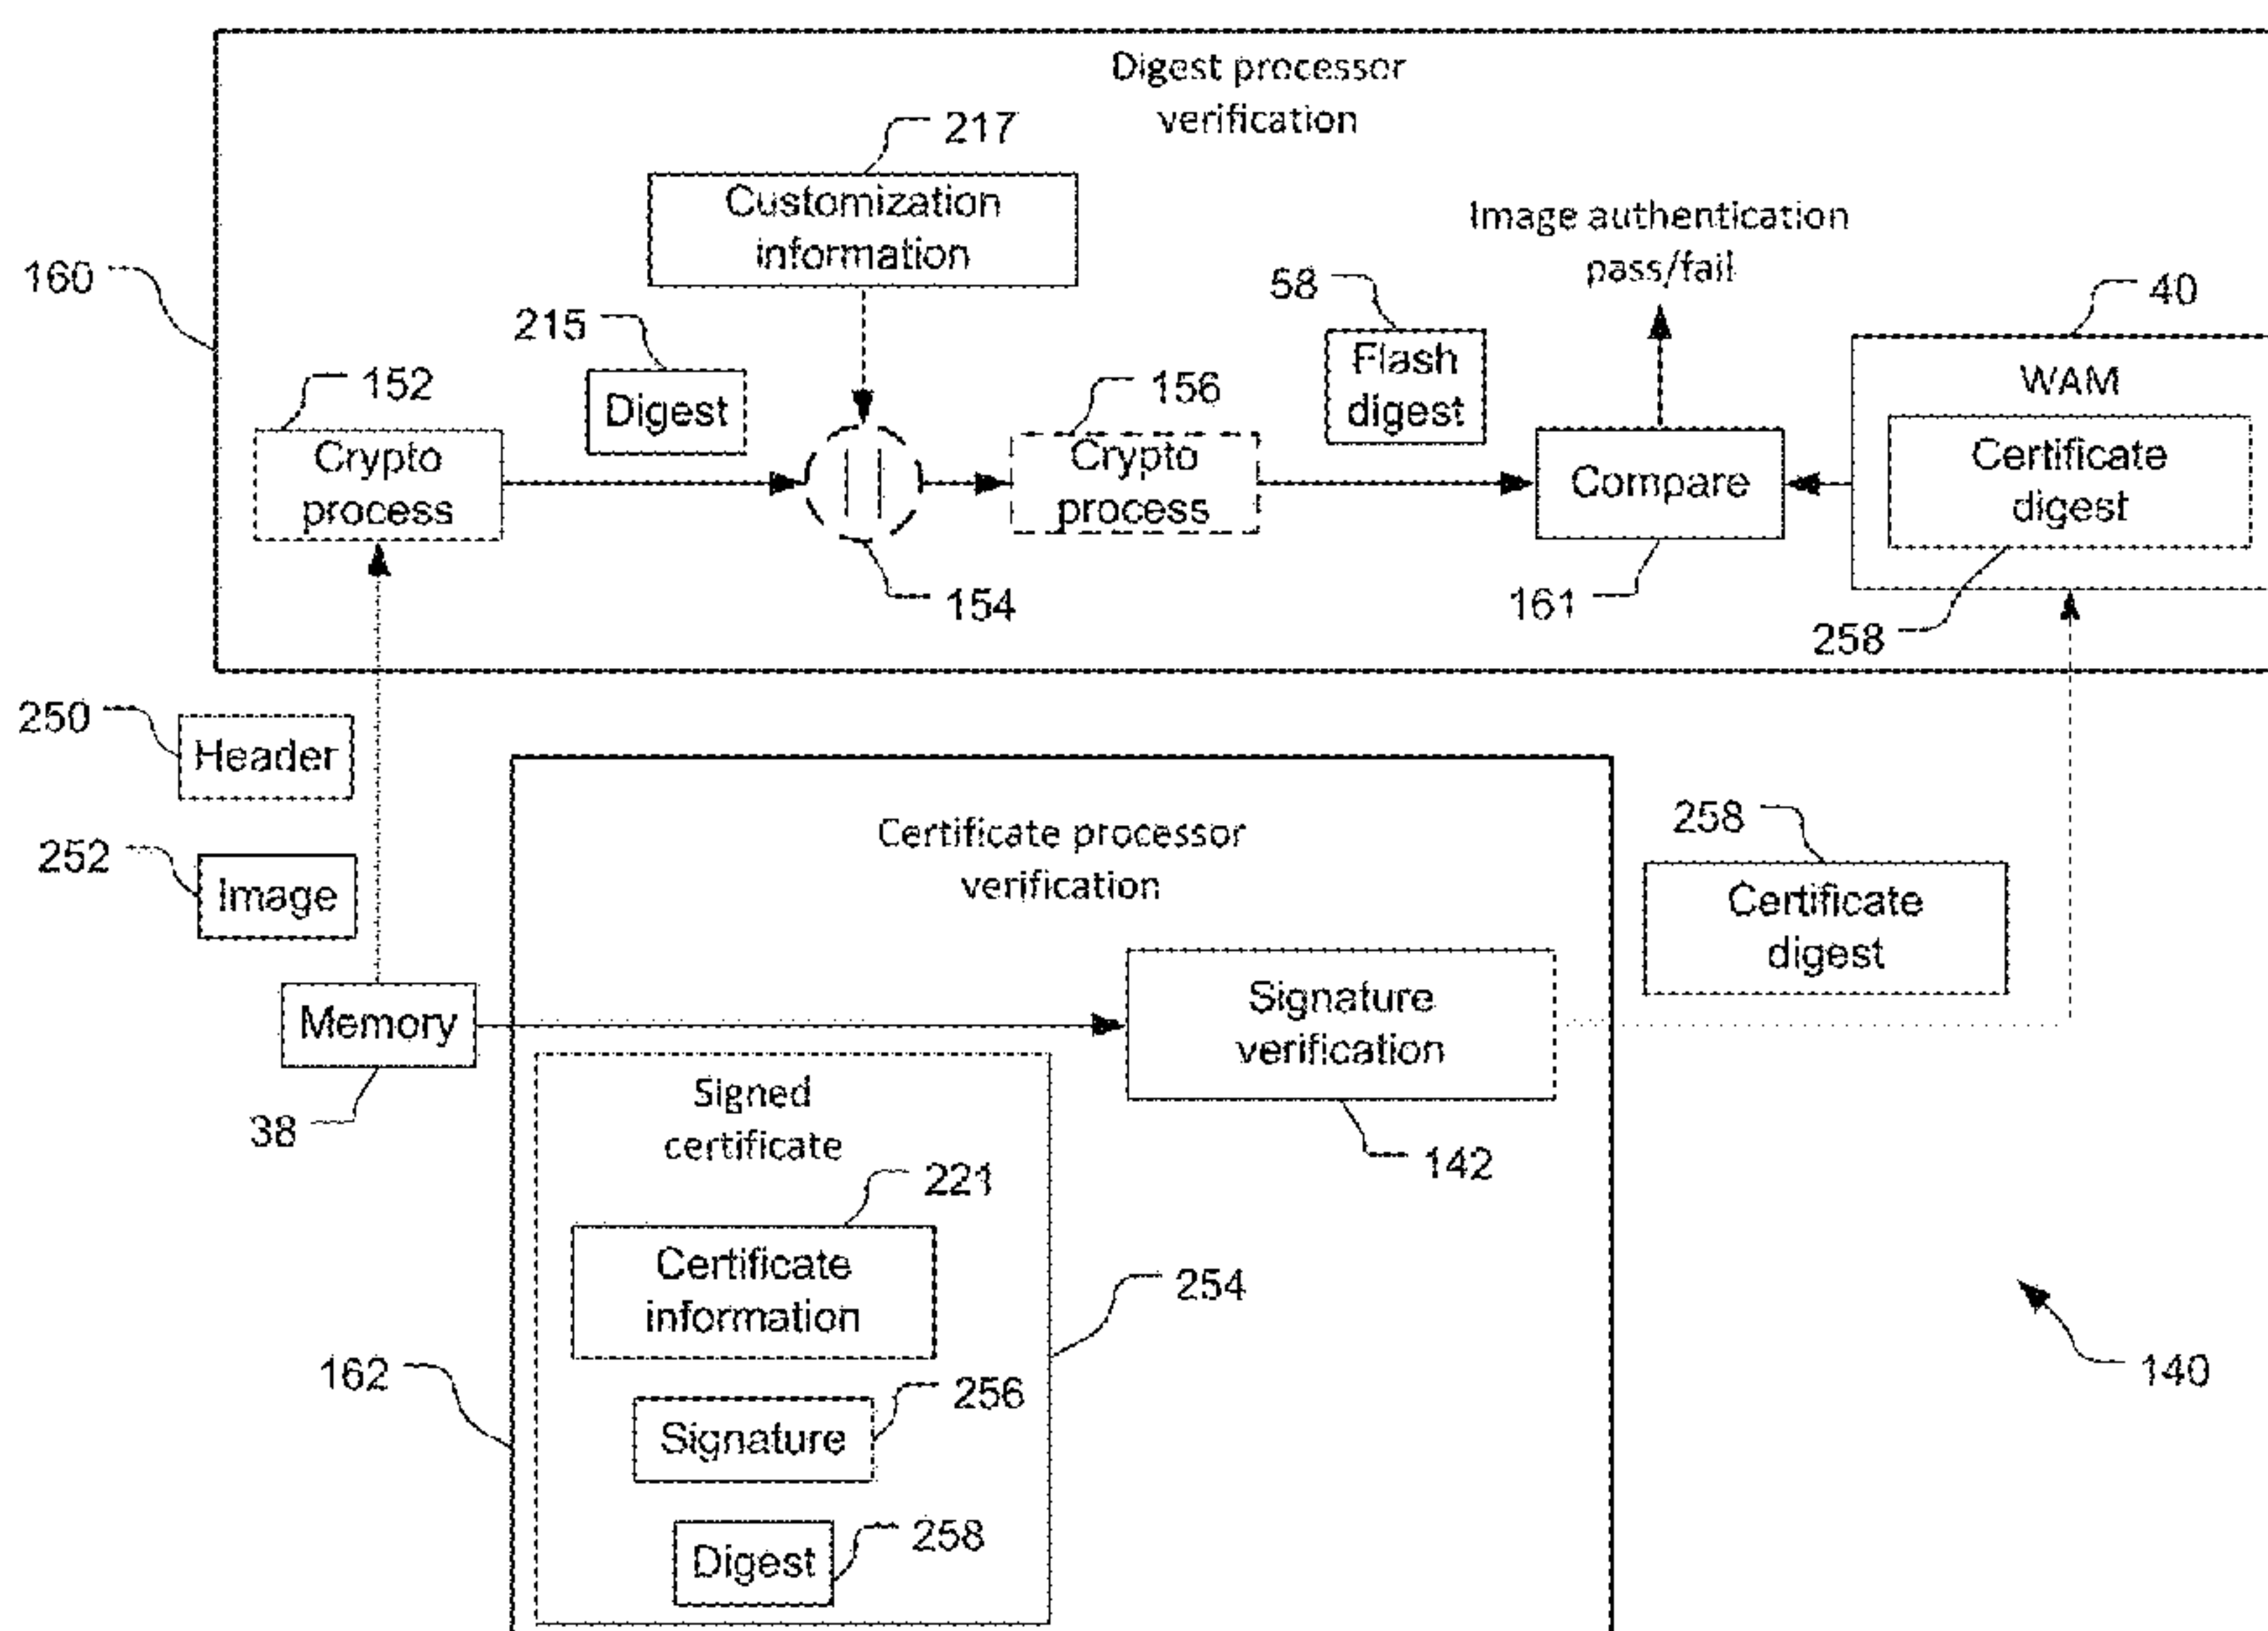 Digest processor
verification
217
Customization
information
Image authentication
pass/fail
160
215
58
40
Digest
Flash
digest
WAM
152
156
Crypto
process
Crypto
process
Compare
Certificate
digest
154
161
258
250
Header
252
Image
Certificate processor
verification
258
Certificate
digest
Memory
38
Signature
verification
142
Signed
certificate
221
Certificate
information
254
162
256
Signature
258
Digest
140